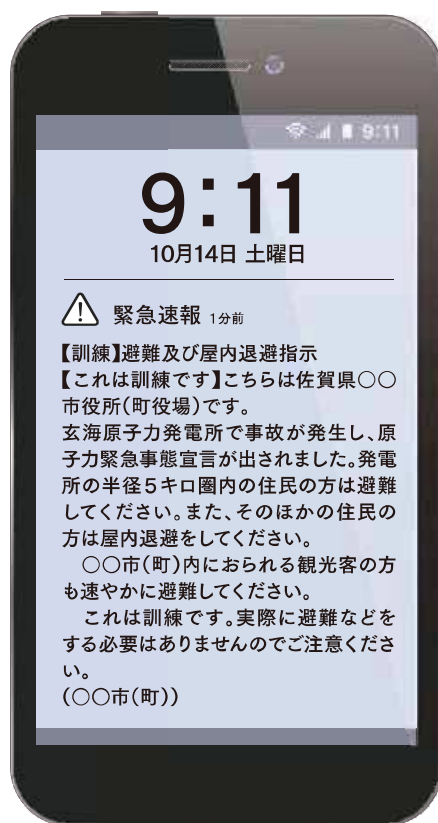 9:11
9:11
10月14日 土曜日
緊急速報 1分前
【訓練】避難及び屋内退避指示
【これは訓練です】こちらは佐賀県○○
市役所(町役場)です。
玄海原子力発電所で事故が発生し、原
子力緊急事態宣言が出されました。発電
所の半径5キロ圏内の住民の方は避難
してください。また、そのほかの住民の
方は屋内退避をしてください。
　○○市(町)内におられる観光客の方
も速やかに避難してください。
　これは訓練です。実際に避難などを
する必要はありませんのでご注意くださ
い。
(○○市(町))